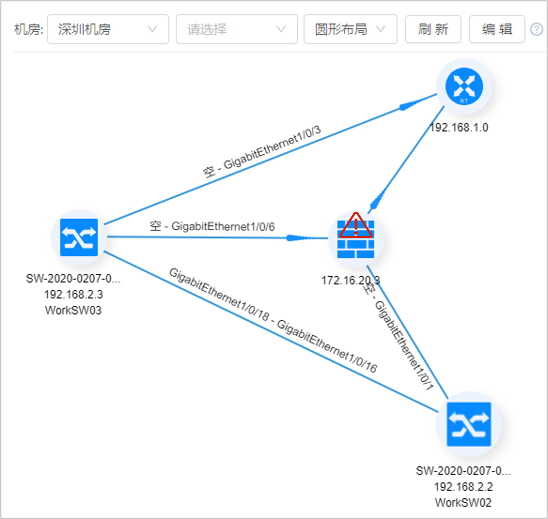 机房: 深圳机房 请选择 圆形布局 刷 新 编 辑 ?
RT
192.168.1.0
空 - GigabitEthernet1/0/3
空 - GigabitEthernet1/0/6
SW-2020-0207-0...
192.168.2.3
WorkSW03
172.16.20.3
GigabitEthernet1/0/18 - GigabitEthernet1/0/16
空 - GigabitEthernet1/0/1
SW-2020-0207-0...
192.168.2.2
WorkSW02